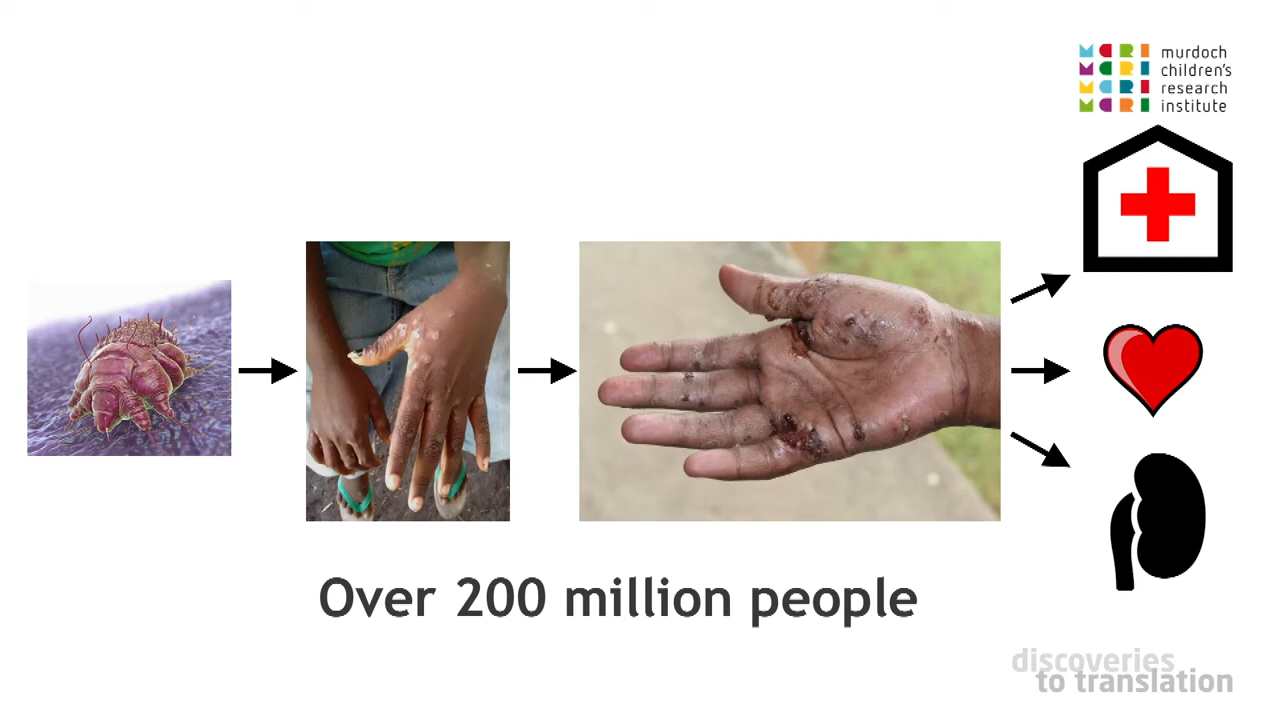 murdoch
children's
research
institute
Over 200 million people
discoveries
to translation